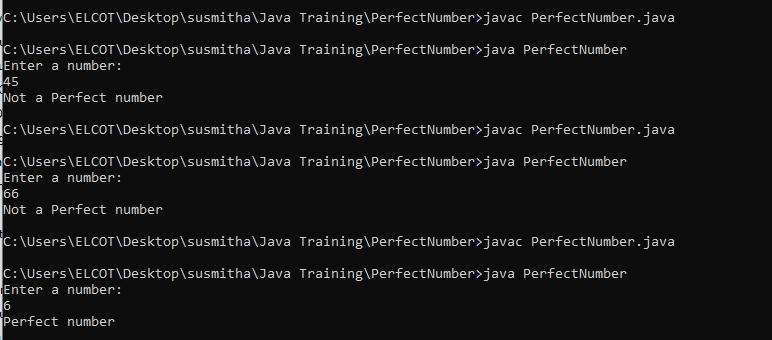 C:\Users\ELCOT\Desktop\susmitha\Java Training\PerfectNumber>javac PerfectNumber.java
C:\Users\ELCOT\Desktop\susmitha\Java Training\PerfectNumber>java PerfectNumber
Enter a number:
45
Not a Perfect number
C:\Users\ELCOT\Desktop\susmitha\Java Training\PerfectNumber>javac PerfectNumber.java
C:\Users\ELCOT\Desktop\susmitha\Java Training\PerfectNumber>java PerfectNumber
Enter a number:
66
Not a Perfect number
C:\Users\ELCOT\Desktop\susmitha\Java Training\PerfectNumber>javac PerfectNumber.java
C:\Users\ELCOT\Desktop\susmitha\Java Training\PerfectNumber>java PerfectNumber
Enter a number:
6
Perfect number